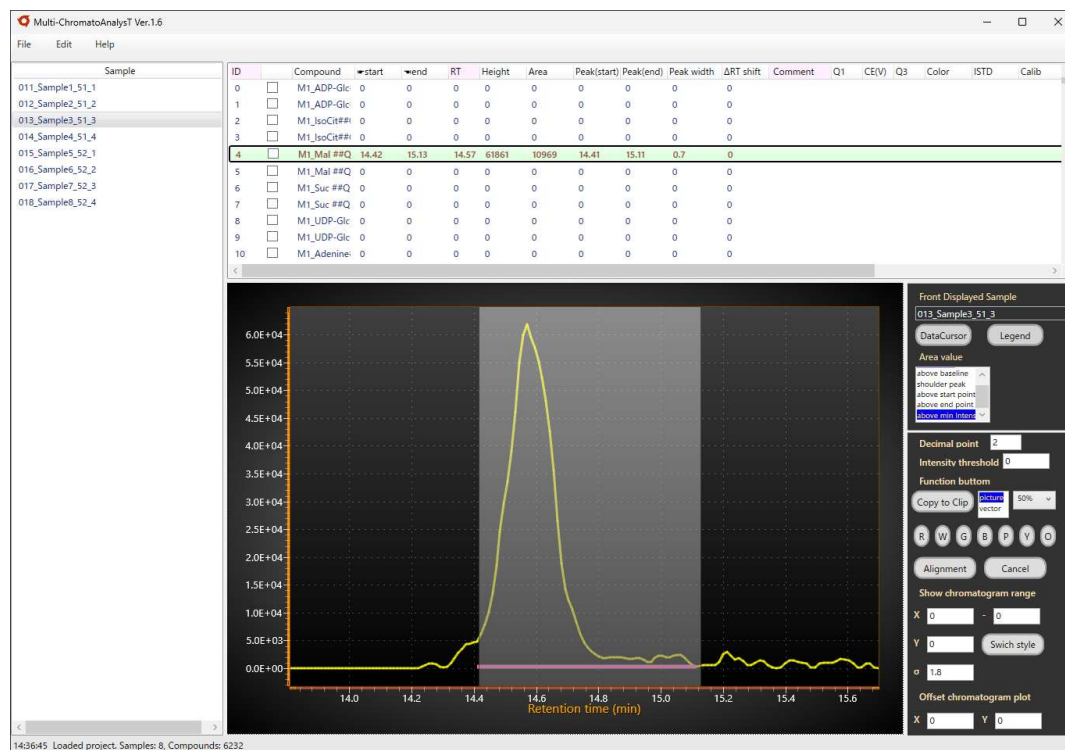 Multi-ChromatoAnalysT Ver.1.6
File Edit Help
Sample
011_Sample1_51_1
012_Sample2_51_2
013_Sample3_51_3
014_Sample4_51_4
015_Sample5_52_1
016_Sample6_52_2
017_Sample7_52_3
018_Sample8_52_4
ID Compound start end RT Height Area Peak(start) Peak(end) Peak width ΔRT shift Comment Q1 CE(V) Q3 Color ISTD Calib
0 M1_ADP-Glc 0 0 0 0 0 0 0 0 0
1 M1_ADP-Glc 0 0 0 0 0 0 0 0 0
2 M1_IsoCit## 0 0 0 0 0 0 0 0 0
3 M1_IsoCit## 0 0 0 0 0 0 0 0 0
4 M1_Mal ##Q 14.42 15.13 14.57 61861 10969 14.41 15.11 0.7 0
5 M1_Mal ##Q 0 0 0 0 0 0 0 0 0
6 M1_Suc ##Q 0 0 0 0 0 0 0 0 0
7 M1_Suc ##Q 0 0 0 0 0 0 0 0 0
8 M1_UDP-Glc 0 0 0 0 0 0 0 0 0
9 M1_UDP-Glc 0 0 0 0 0 0 0 0 0
10 M1_Adenine 0 0 0 0 0 0 0 0 0
6.0E+04
5.5E+04
5.0E+04
4.5E+04
4.0E+04
3.5E+04
3.0E+04
2.5E+04
2.0E+04
1.5E+04
1.0E+04
5.0E+03
0.0E+00
14.0 14.2 14.4 14.6 14.8 15.0 15.2 15.4 15.6
Retention time (min)
Front Displayed Sample
013_Sample3_51_3
DataCursor Legend
Area value
above baseline
shoulder peak
above start point
above end point
above min Intens
Decimal point 2
Intensity threshold 0
Function buttom
Copy to Clip picture 50%
vector
R W G B P Y O
Alignment Cancel
Show chromatogram range
X 0 - 0
Y 0 Swich style
σ 1.8
Offset chromatogram plot
X 0 Y 0
14:36:45 Loaded project. Samples: 8, Compounds: 6232